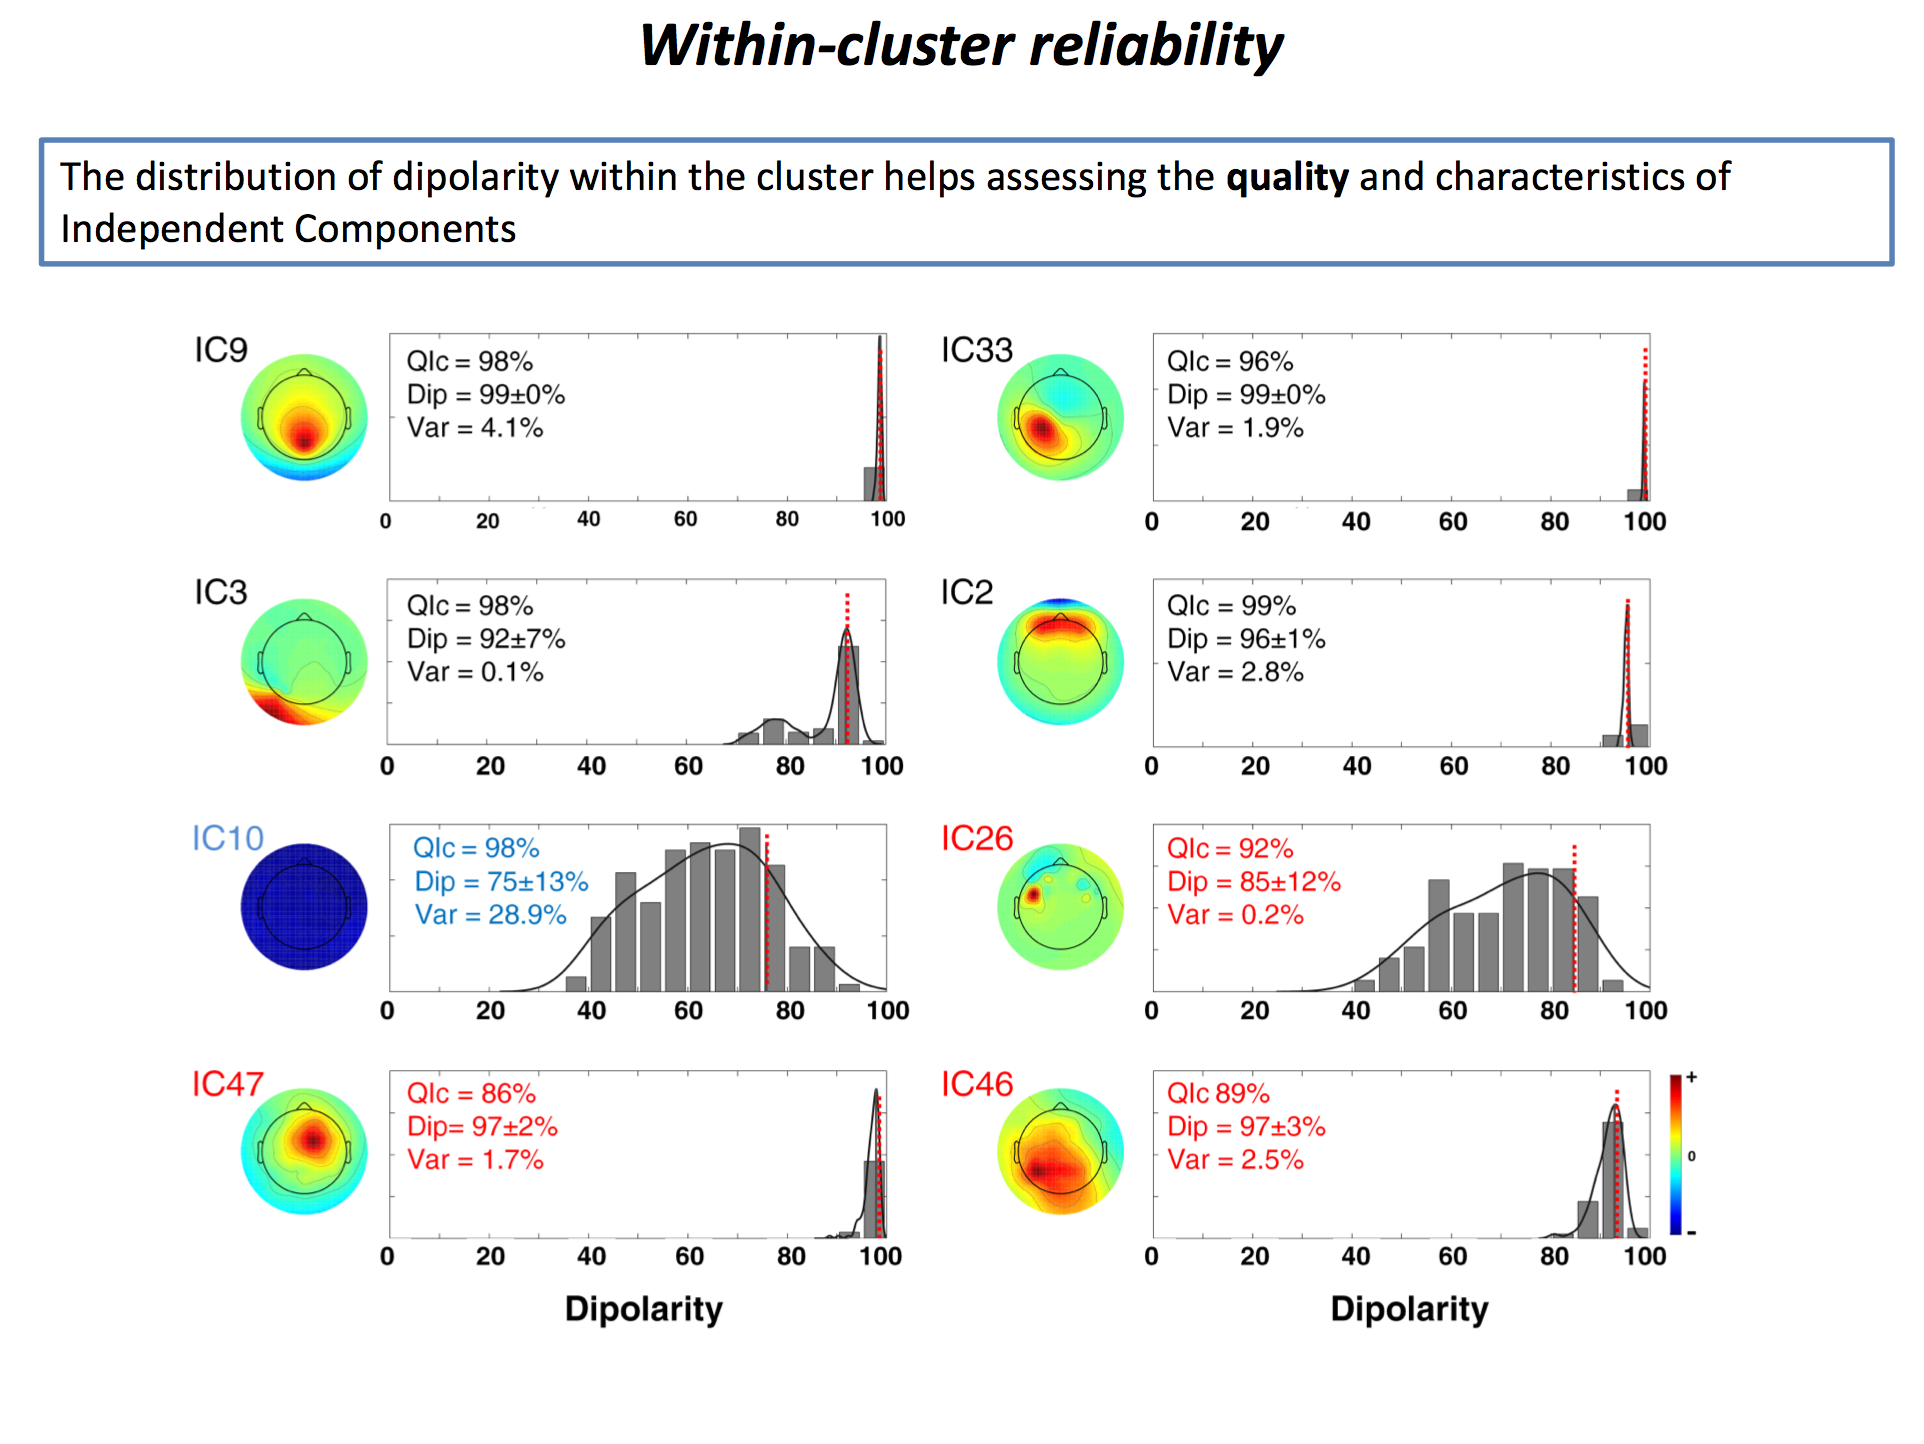 Within-cluster reliability
The distribution of dipolarity within the cluster helps assessing the quality and characteristics of
Independent Components
IC9
QIc = 98%
Dip = 99±0%
Var = 4.1%
0 20 40 60 80 100
IC33
QIc = 96%
Dip = 99±0%
Var = 1.9%
0 20 40 60 80 100
IC3
QIc = 98%
Dip = 92±7%
Var = 0.1%
0 20 40 60 80 100
IC2
QIc = 99%
Dip = 96±1%
Var = 2.8%
0 20 40 60 80 100
IC10
QIc = 98%
Dip = 75±13%
Var = 28.9%
0 20 40 60 80 100
IC26
QIc = 92%
Dip = 85±12%
Var = 0.2%
0 20 40 60 80 100
IC47
QIc = 86%
Dip= 97±2%
Var = 1.7%
0 20 40 60 80 100
Dipolarity
IC46
QIc 89%
Dip = 97±3%
Var = 2.5%
0 20 40 60 80 100
Dipolarity
+
0
-